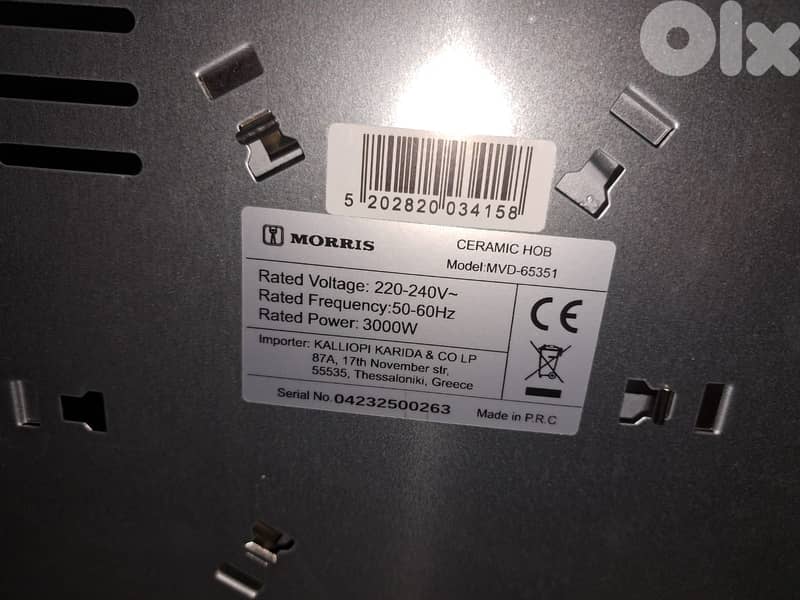 olx
5 202820 034158
MORRIS
CERAMIC HOB
Model:MVD-65351
Rated Voltage: 220-240V~
Rated Frequency:50-60Hz
Rated Power: 3000W
CE
Importer: KALLIOPI KARIDA & CO LP
87A, 17th November str,
55535, Thessaloniki, Greece
Serial No.04232500263
Made in P.R.C